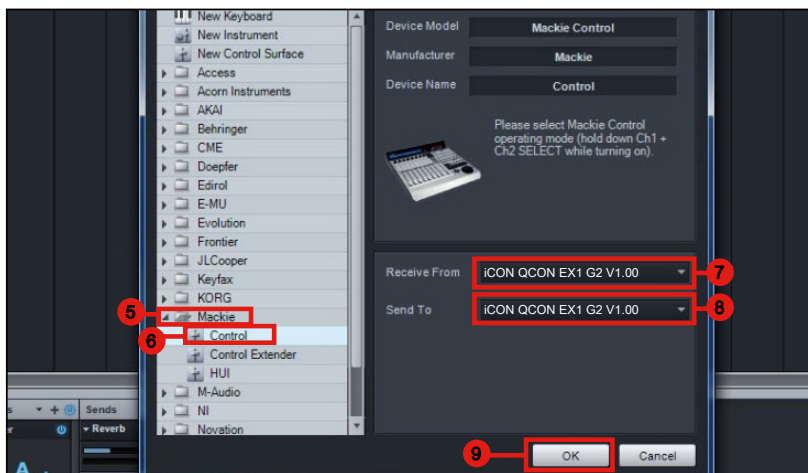 New Keyboard
New Instrument
New Control Surface
Access
Acorn Instruments
AKAI
Behringer
CME
Doepfer
Edirol
E-MU
Evolution
Frontier
JLCooper
Keyfax
KORG
5 Mackie
6 Control
Control Extender
HUI
M-Audio
NI
Novation
Device Model Mackie Control
Manufacturer Mackie
Device Name Control
Please select Mackie Control
operating mode (hold down Ch1 +
Ch2 SELECT while turning on).
Receive From iCON QCON EX1 G2 V1.00 7
Send To iCON QCON EX1 G2 V1.00 8
9 OK Cancel
Sends
Reverb